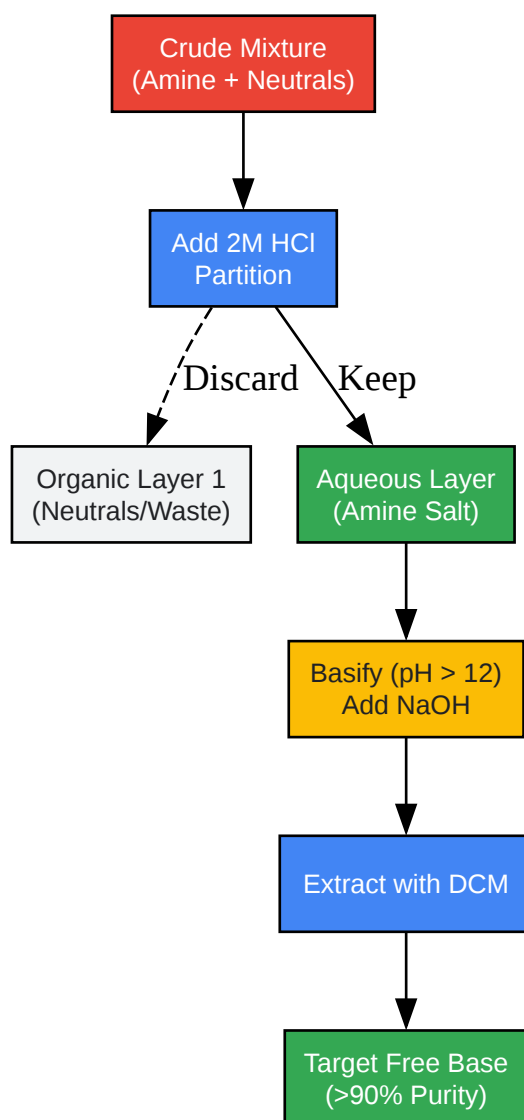 Crude Mixture
(Amine + Neutrals)
Add 2M HCl
Partition
Discard
Keep
Organic Layer 1
(Neutrals/Waste)
Aqueous Layer
(Amine Salt)
Basify (pH > 12)
Add NaOH
Extract with DCM
Target Free Base
(>90% Purity)